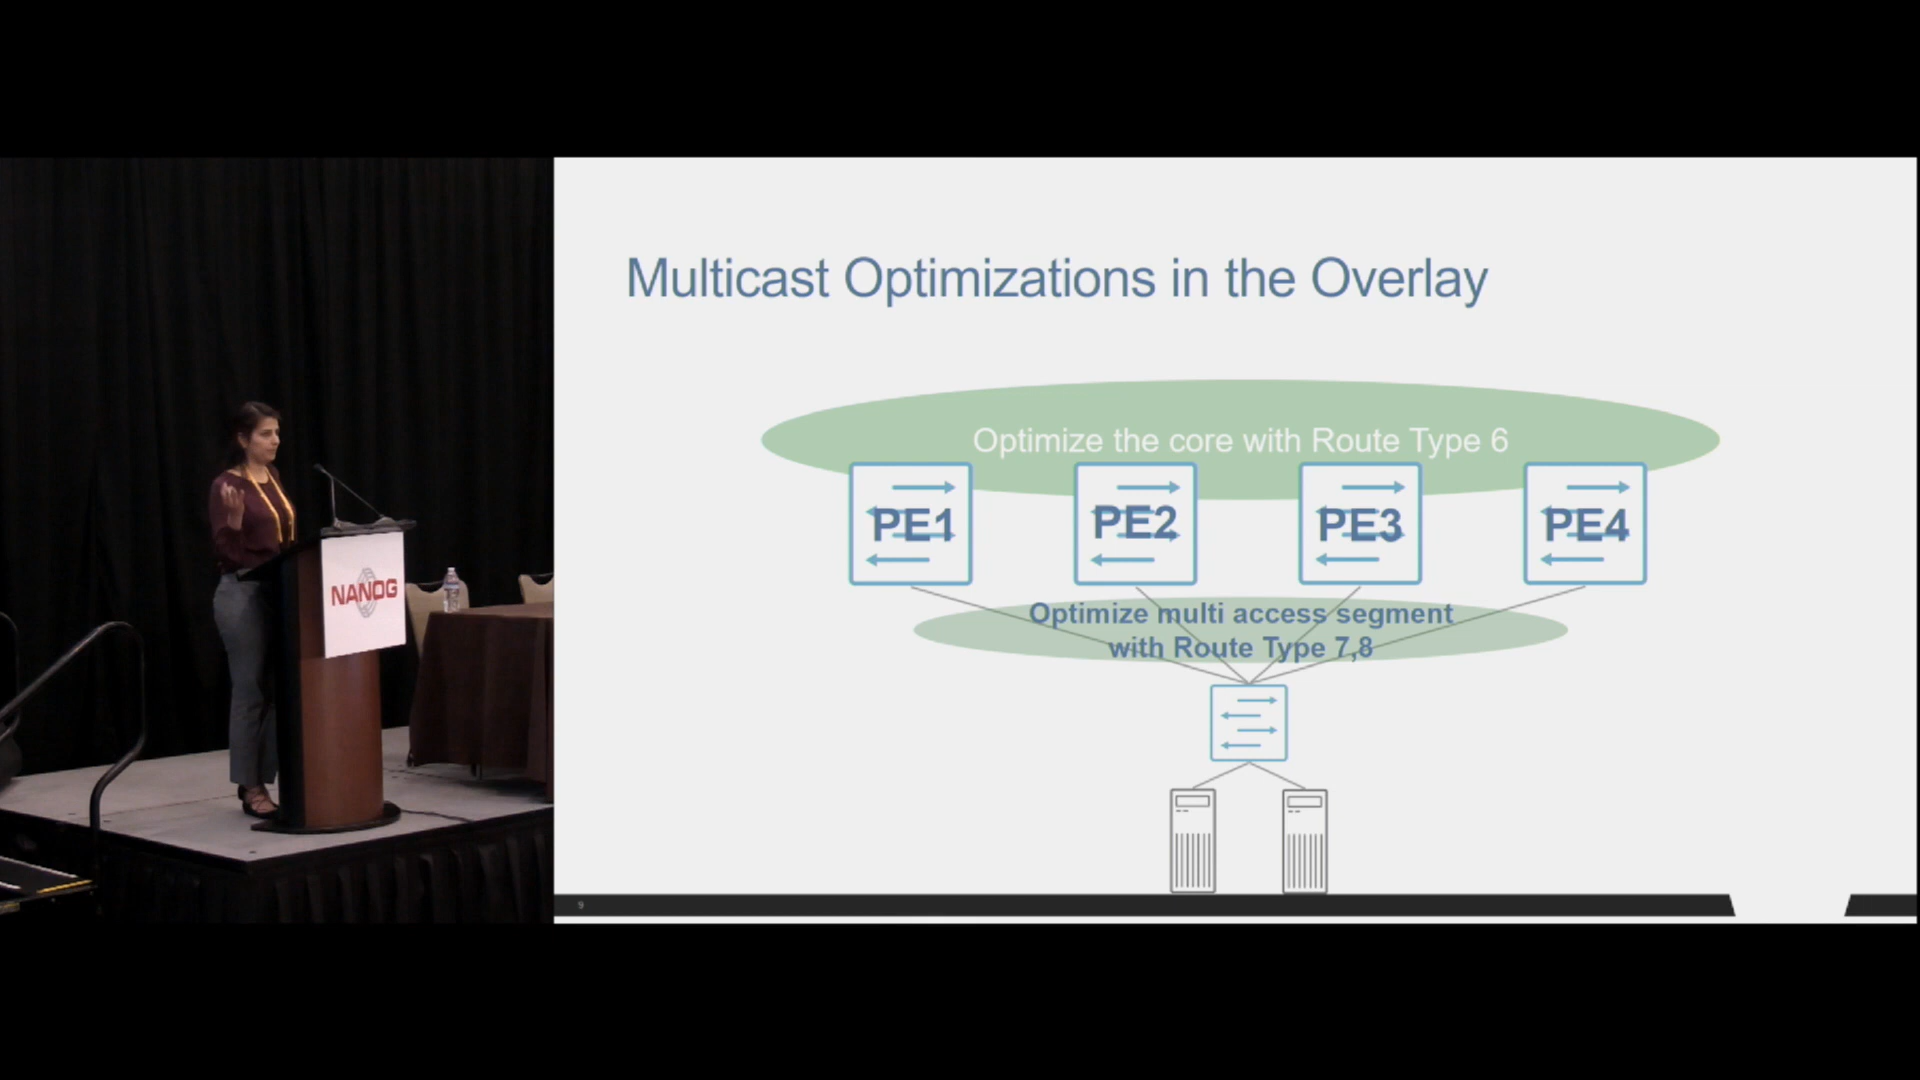 Multicast Optimizations in the Overlay
Optimize the core with Route Type 6
PE1
PE2
PE3
PE4
Optimize multi access segment
with Route Type 7,8
NANOG
9